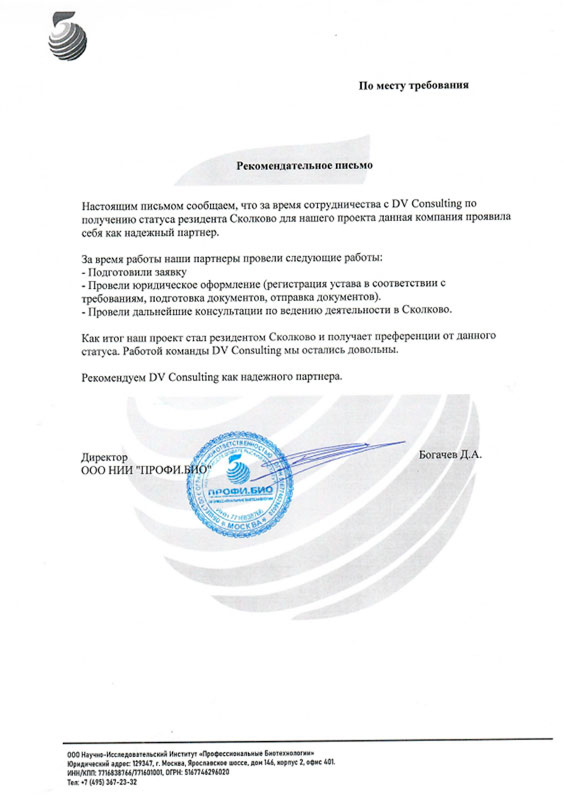 По месту требования
Рекомендательное письмо
Настоящим письмом сообщаем, что за время сотрудничества с DV Consulting по
получению статуса резидента Сколково для нашего проекта данная компания проявила
себя как надежный партнер.
За время работы наши партнеры провели следующие работы:
- Подготовили заявку
- Провели юридическое оформление (регистрация устава в соответствии с
требованиям, подготовка документов, отправка документов).
- Провели дальнейшие консультации по ведению деятельности в Сколково.
Как итог наш проект стал резидентом Сколково и получает преференции от данного
статуса. Работой команды DV Consulting мы остались довольны.
Рекомендуем DV Consulting как надежного партнера.
Директор
ООО НИИ "ПРОФИ.БИО"
Богачев Д.А.
ПРОФИ.БИО
ИНН 7716838766
МОСКВА
ООО Научно-Исследовательский Институт «Профессиональные Биотехнологии»
Юридический адрес: 129347, г. Москва, Ярославское шоссе, дом 146, корпус 2, офис 401.
ИНН/КПП: 7716838766/771601001, ОГРН: 5167746296020
Тел: +7 (495) 367-23-32